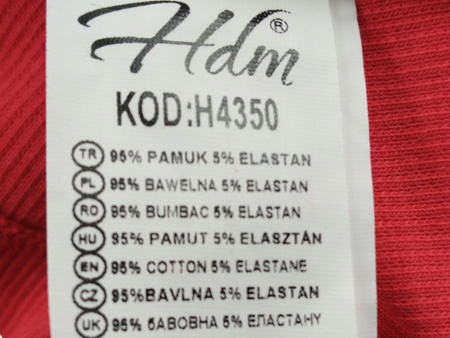 Hdm®
KOD:H4350
TR 95% PAMUK 5% ELASTAN
PL 95% BAWELNA 5% ELASTAN
RO 95% BUMBAC 5% ELASTAN
HU 95% PAMUT 5% ELASZTÁN
EN 95% COTTON 5% ELASTANE
CZ 95%BAVLNA 5% ELASTAN
UK 95% БАВОВНА 5% ЕЛАСТАНУ